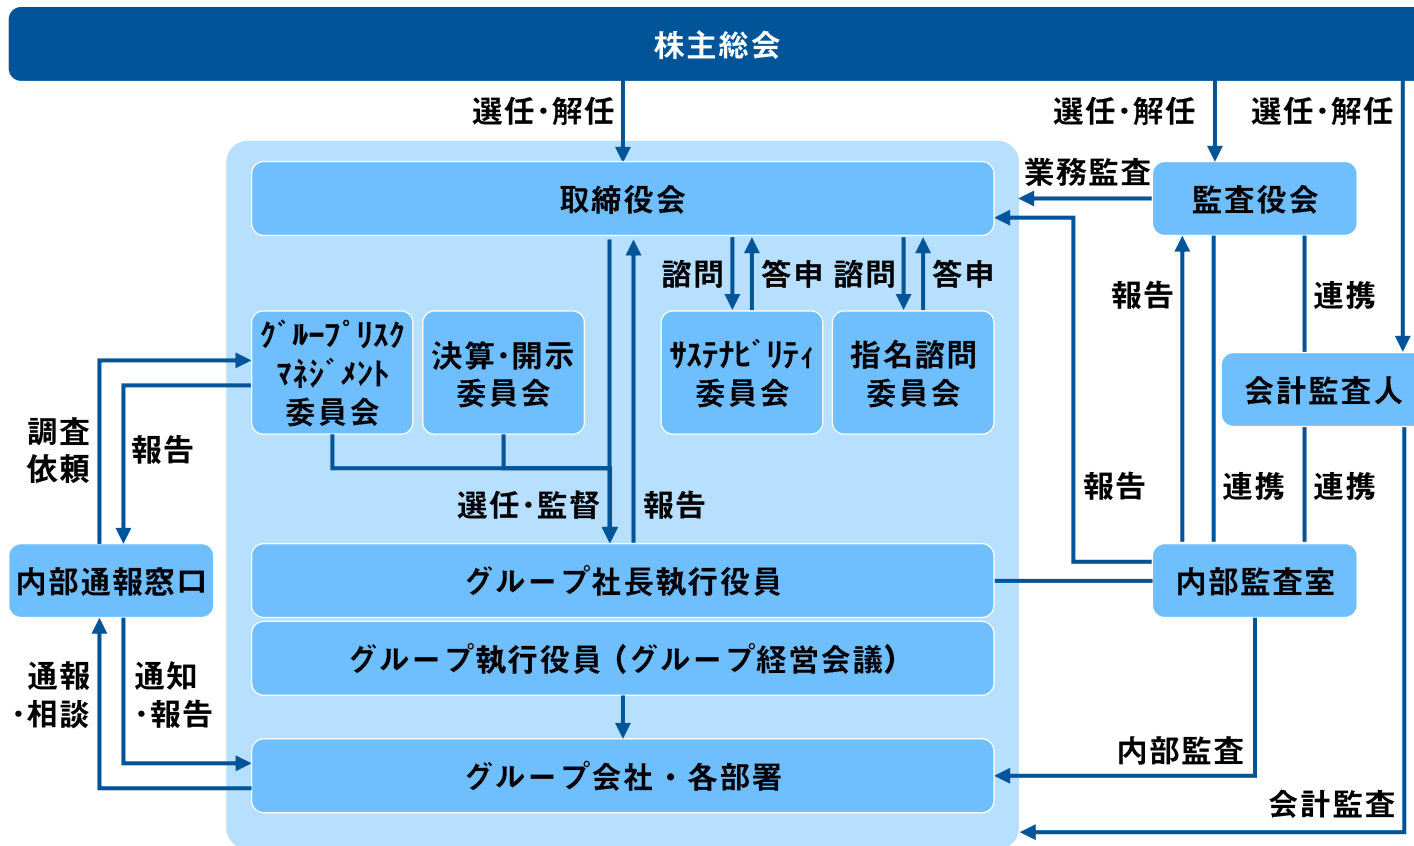 株主総会
選任・解任
選任・解任
選任・解任
業務監査
取締役会
監査役会
諮問
答申
諮問
答申
報告
連携
グループリスク
マネジメント
委員会
決算・開示
委員会
サステナビリティ
委員会
指名諮問
委員会
会計監査人
調査
依頼
報告
選任・監督
報告
報告
連携
連携
内部通報窓口
グループ社長執行役員
内部監査室
グループ執行役員（グループ経営会議）
通報
・相談
通知
・報告
内部監査
グループ会社・各部署
会計監査